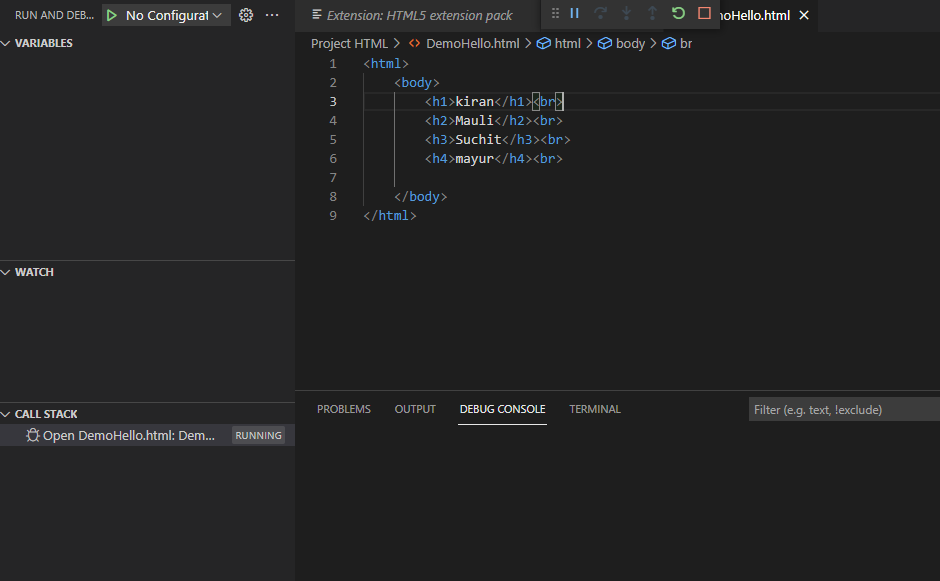 RUN AND DEB... No Configurat
VARIABLES
WATCH
CALL STACK
Open DemoHello.html: Dem... RUNNING
Extension: HTML5 extension pack
moHello.html
Project HTML > DemoHello.html > html > body > br
1 <html>
2 <body>
3 <h1>kiran</h1><br>
4 <h2>Mauli</h2><br>
5 <h3>Suchit</h3><br>
6 <h4>mayur</h4><br>
7
8 </body>
9 </html>
PROBLEMS OUTPUT DEBUG CONSOLE TERMINAL Filter (e.g. text, !exclude)